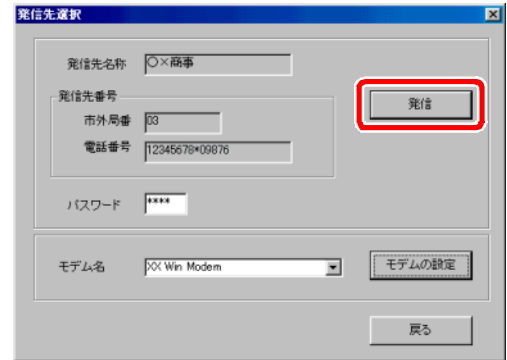 発信先選択
発信先名称 〇×商事
発信先番号
市外局番 03
電話番号 12345678*09876
発信
パスワード ****
モデム名 XX Win Modem
モデムの設定
戻る